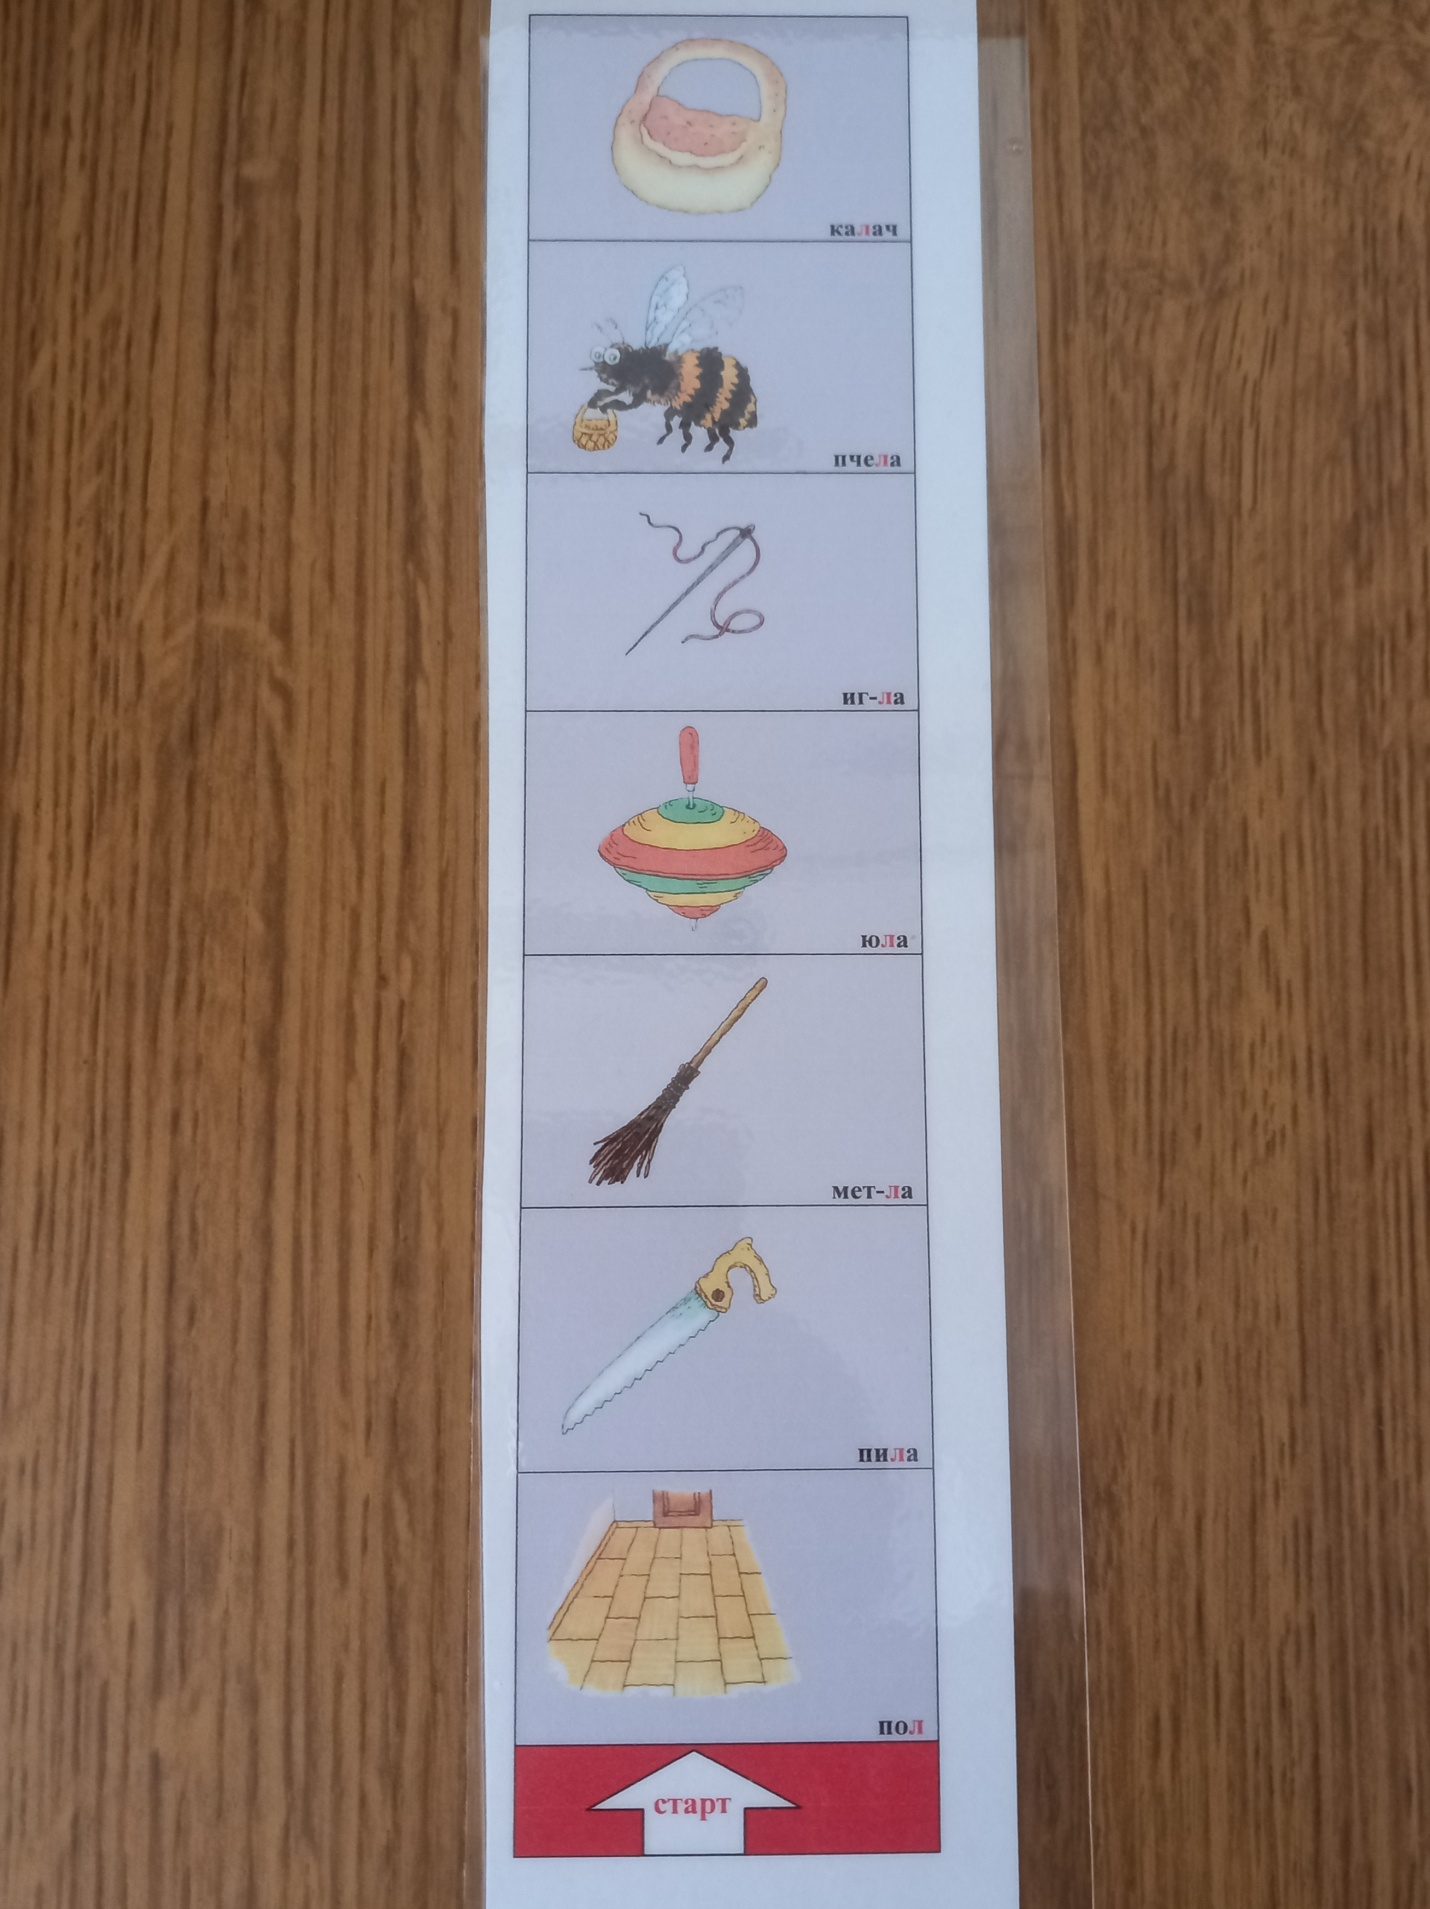 калач
пчела
иг-ла
юла
мет-ла
пила
пол
старт